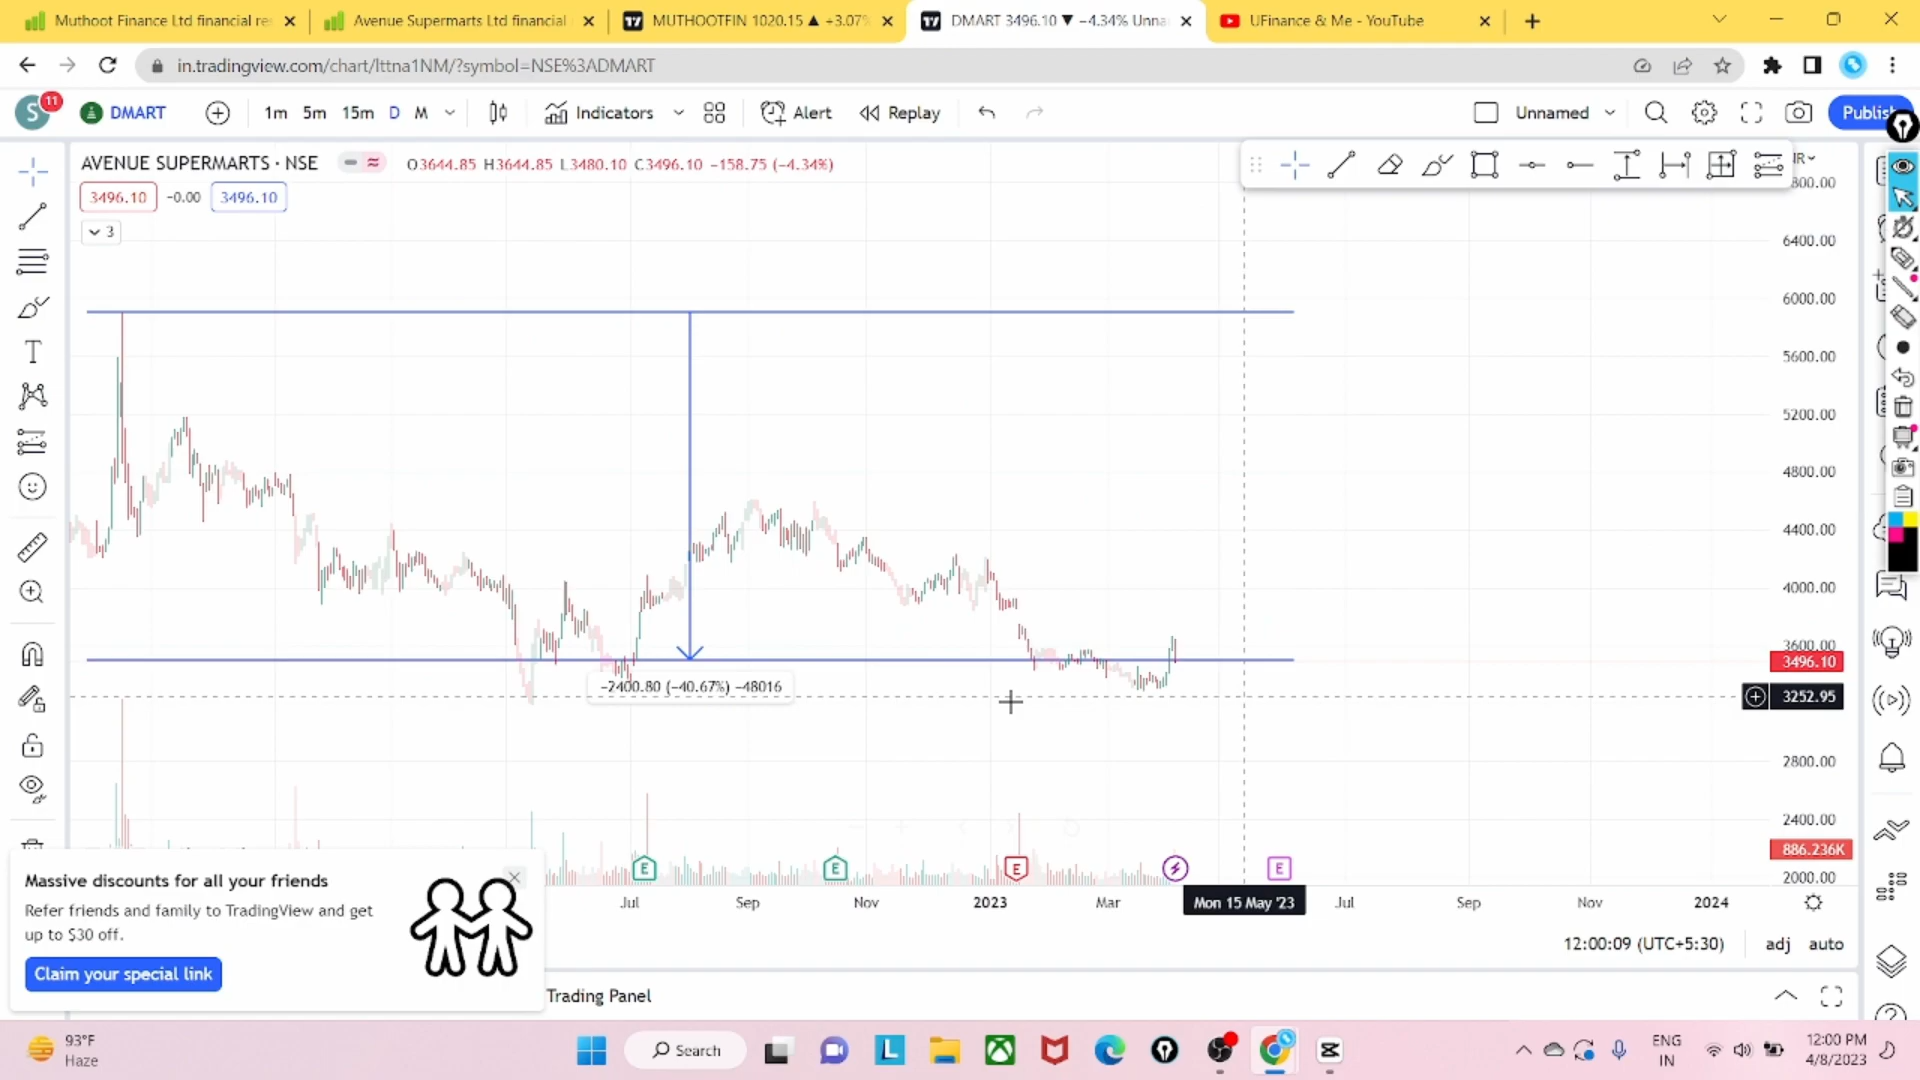 Muthoot Finance Ltd financial re
Avenue Supermarts Ltd financial
MUTHOOTFIN 1020.15 ▲ +3.07%
DMART 3496.10 ▼ −4.34% Unna
UFinance & Me - YouTube
in.tradingview.com/chart/lttna1NM/?symbol=NSE%3ADMART
S
11
DMART
1m 5m 15m D M
Indicators
Alert
Replay
Unnamed
Publis
AVENUE SUPERMARTS · NSE
O3644.85 H3644.85 L3480.10 C3496.10 −158.75 (−4.34%)
3496.10
−0.00
3496.10
3
6400.00
6000.00
5600.00
5200.00
4800.00
4400.00
4000.00
3600.00
3496.10
3252.95
2800.00
2400.00
886.236K
2000.00
−2400.80 (−40.67%) −48016
E
E
E
E
Jul
Sep
Nov
2023
Mar
Mon 15 May '23
Jul
Sep
Nov
2024
12:00:09 (UTC+5:30)
adj
auto
Massive discounts for all your friends
Refer friends and family to TradingView and get
up to $30 off.
Claim your special link
Trading Panel
93°F
Haze
Search
ENG
IN
12:00 PM
4/8/2023